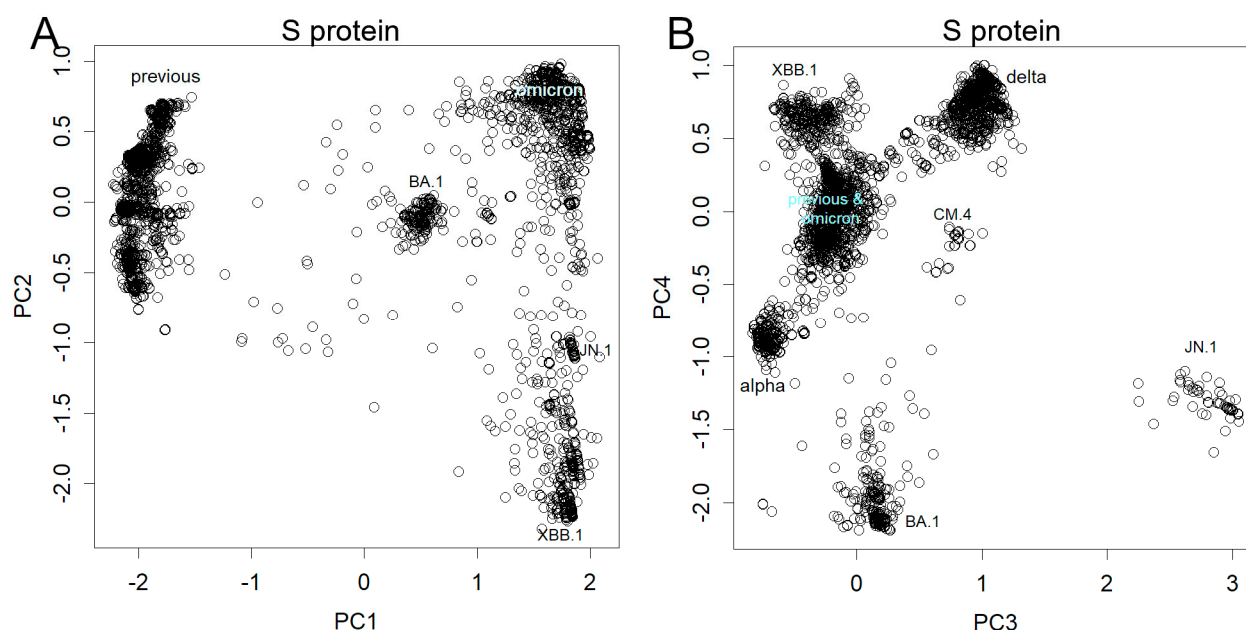 A
S protein
1.0
0.5
0.0
-0.5
-1.0
-1.5
-2.0
PC2
previous
omicron
BA.1
JN.1
XBB.1
-2
-1
0
1
2
PC1
B
S protein
1.0
0.5
0.0
-0.5
-1.0
-1.5
-2.0
PC4
XBB.1
delta
previous &
omicron
CM.4
alpha
JN.1
BA.1
0
1
2
3
PC3